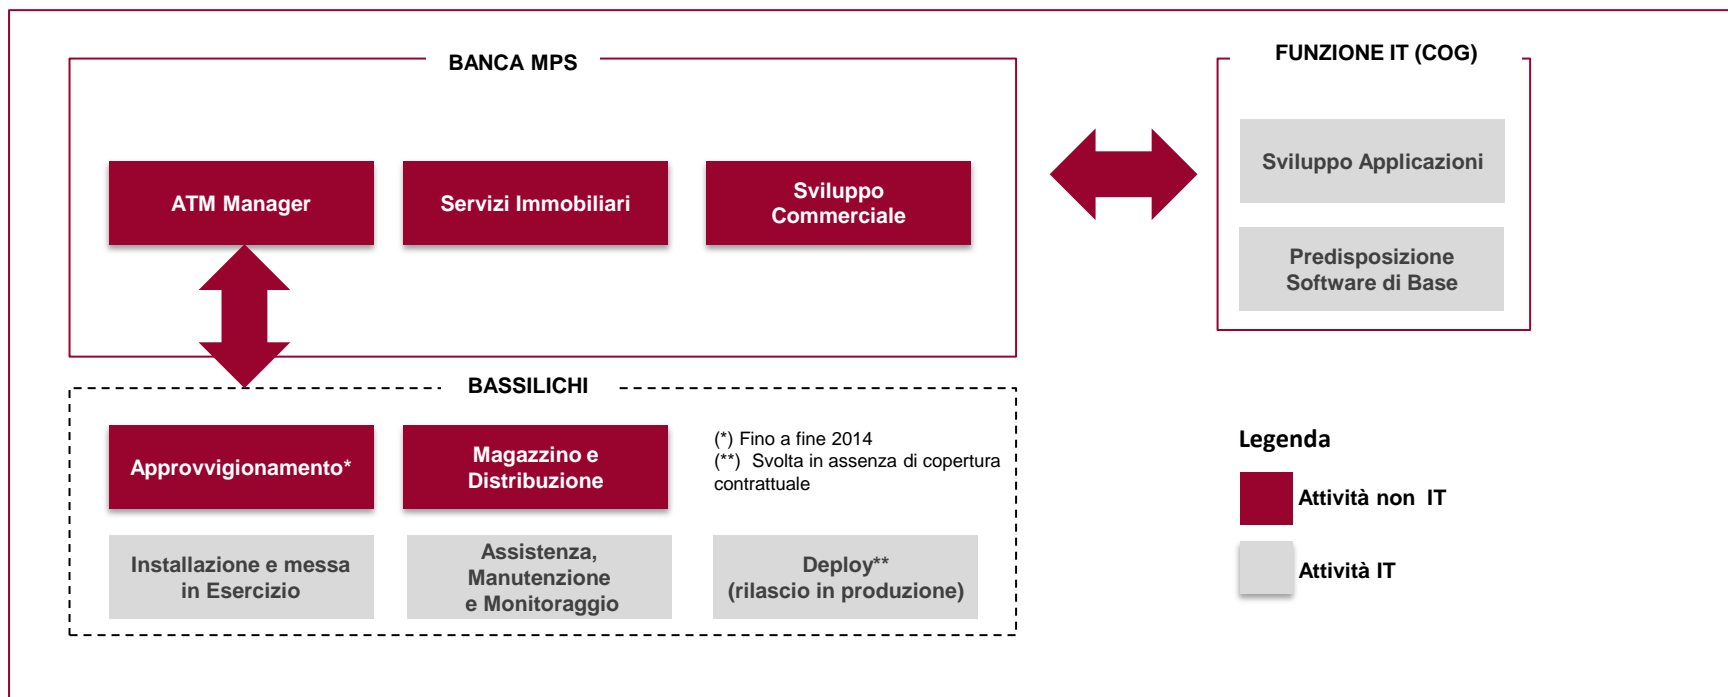 BANCA MPS
FUNZIONE IT (COG)
ATM Manager
Servizi Immobiliari
Sviluppo
Commerciale
Sviluppo Applicazioni
Predisposizione
Software di Base
BASSILICHI
Approvvigionamento*
Magazzino e
Distribuzione
(*) Fino a fine 2014
(**) Svolta in assenza di copertura
contrattuale
Installazione e messa
in Esercizio
Assistenza,
Manutenzione
e Monitoraggio
Deploy**
(rilascio in produzione)
Legenda
Attività non IT
Attività IT